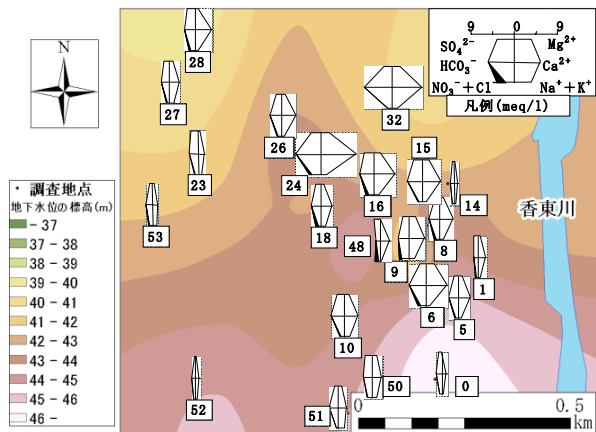 N
9 0 9
SO₄²⁻ Mg²⁺
HCO₃⁻ Ca²⁺
NO₃⁻+Cl Na⁺+K⁺
凡例(meq/l)
28
27
32
26
15
23
24
16
14
53
18
48
8
9
1
6
5
10
52
51
50
0
香東川
調査地点
地下水位の標高(m)
- 37
37 - 38
38 - 39
39 - 40
40 - 41
41 - 42
42 - 43
43 - 44
44 - 45
45 - 46
46 -
0 0.5
km